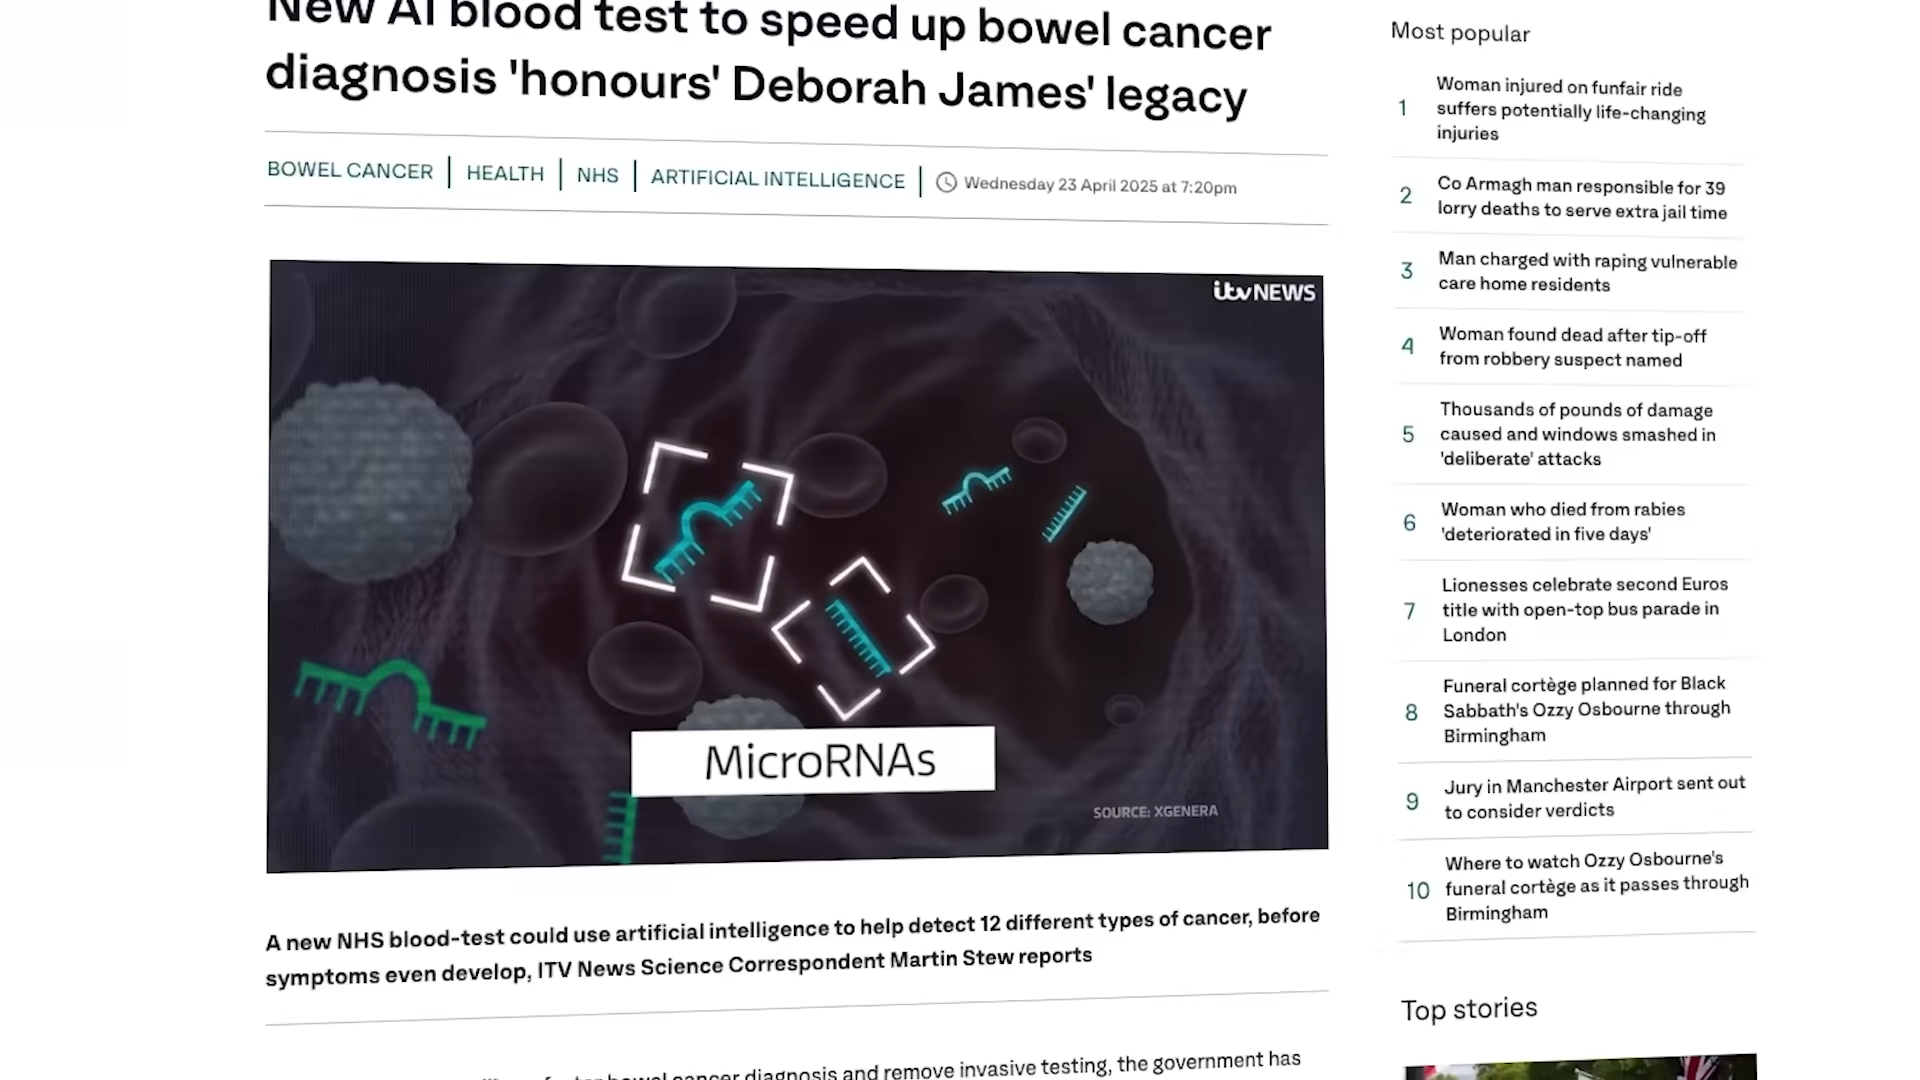 New AI blood test to speed up bowel cancer
diagnosis 'honours' Deborah James' legacy
BOWEL CANCER | HEALTH | NHS | ARTIFICIAL INTELLIGENCE | Wednesday 23 April 2025 at 7:20pm
itv NEWS
MicroRNAs
SOURCE: XGENERA
A new NHS blood-test could use artificial intelligence to help detect 12 different types of cancer, before
symptoms even develop, ITV News Science Correspondent Martin Stew reports
bowel cancer diagnosis and remove invasive testing, the government has
Most popular
1 Woman injured on funfair ride
suffers potentially life-changing
injuries
2 Co Armagh man responsible for 39
lorry deaths to serve extra jail time
3 Man charged with raping vulnerable
care home residents
4 Woman found dead after tip-off
from robbery suspect named
5 Thousands of pounds of damage
caused and windows smashed in
'deliberate' attacks
6 Woman who died from rabies
'deteriorated in five days'
7 Lionesses celebrate second Euros
title with open-top bus parade in
London
8 Funeral cortège planned for Black
Sabbath's Ozzy Osbourne through
Birmingham
9 Jury in Manchester Airport sent out
to consider verdicts
10 Where to watch Ozzy Osbourne's
funeral cortège as it passes through
Birmingham
Top stories